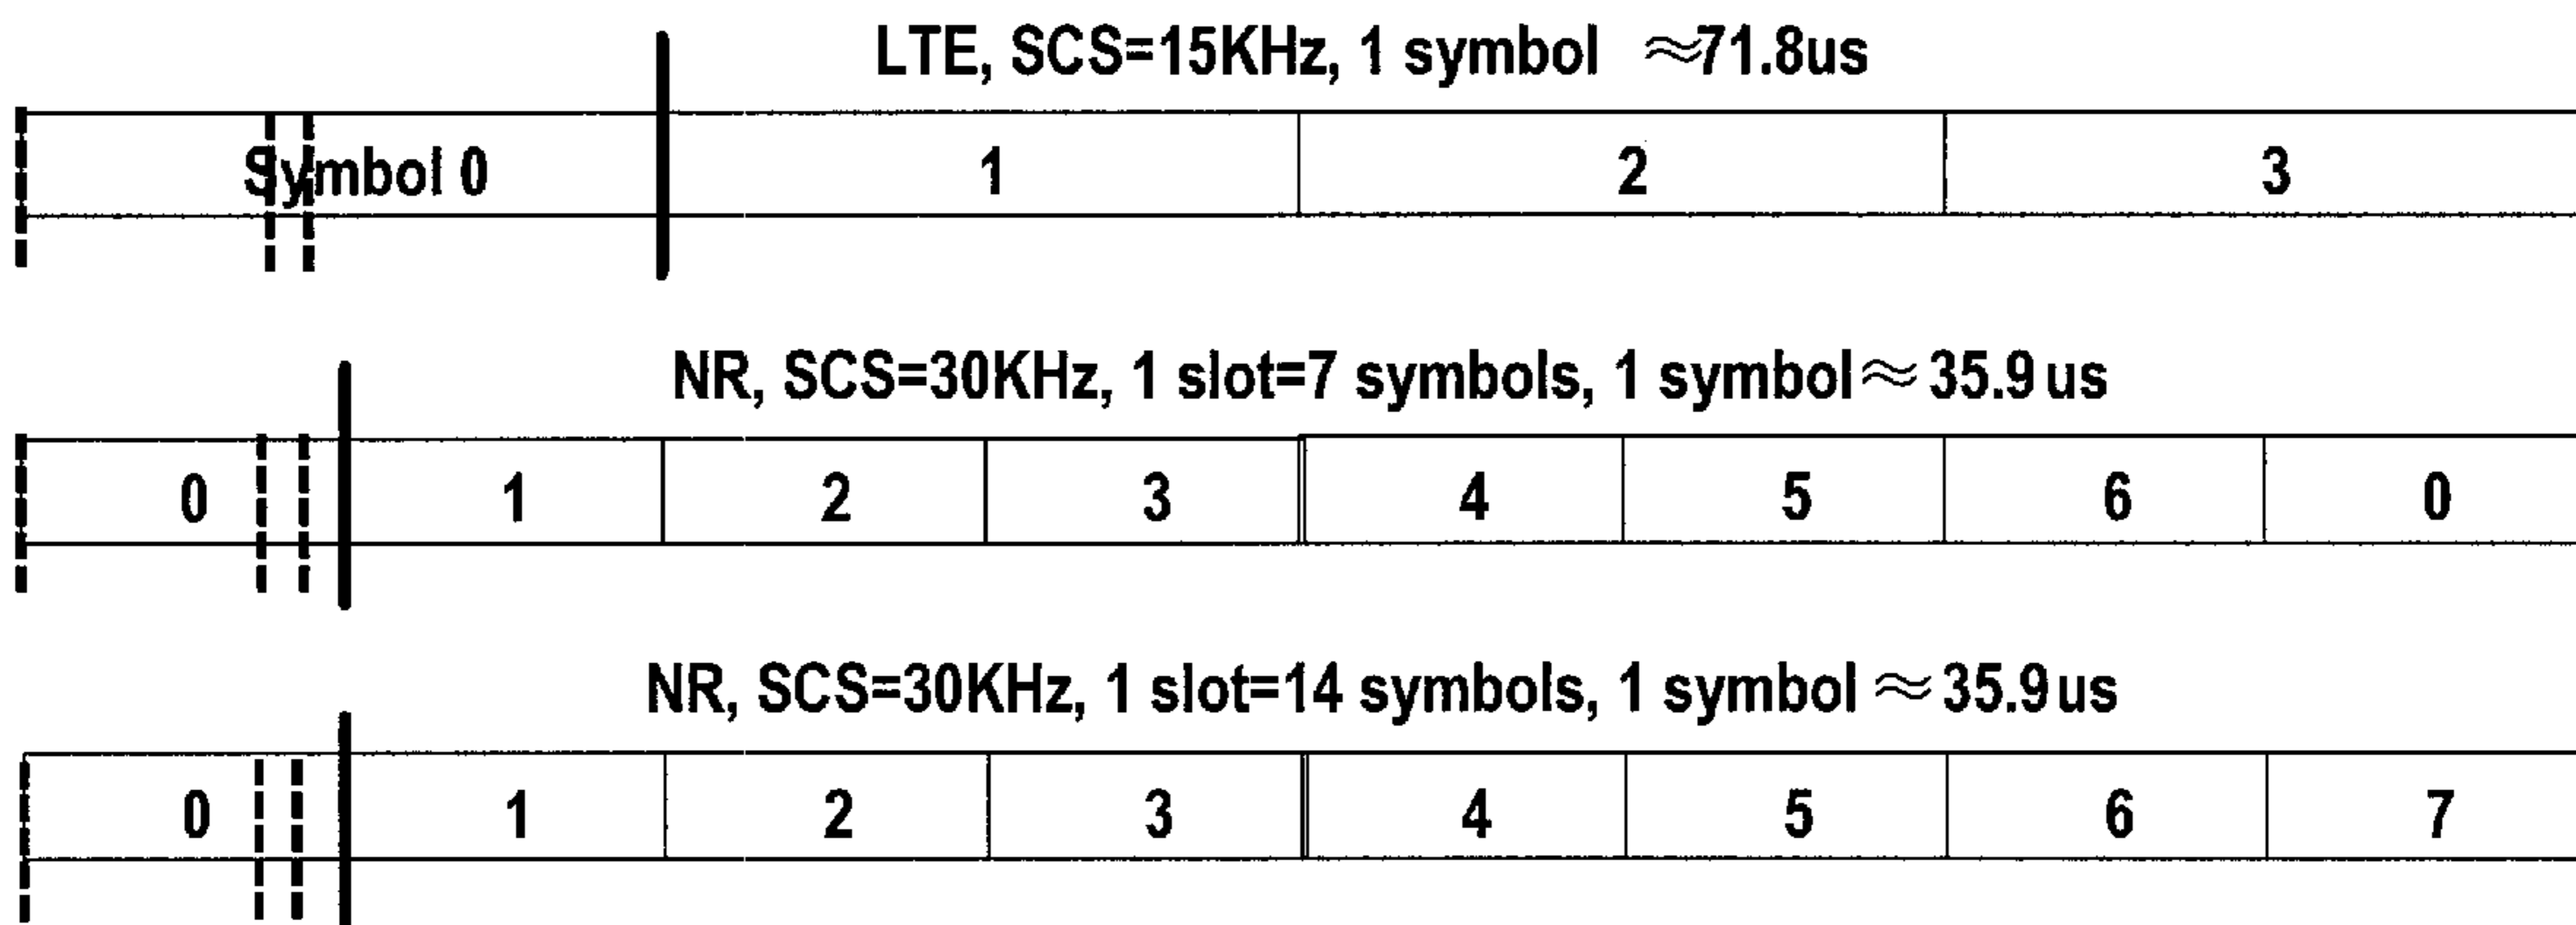 LTE, SCS=15KHz, 1 symbol ≈71.8us
Symbol 0 1 2 3
NR, SCS=30KHz, 1 slot=7 symbols, 1 symbol≈35.9us
0 1 2 3 4 5 6 0
NR, SCS=30KHz, 1 slot=14 symbols, 1 symbol≈35.9us
0 1 2 3 4 5 6 7